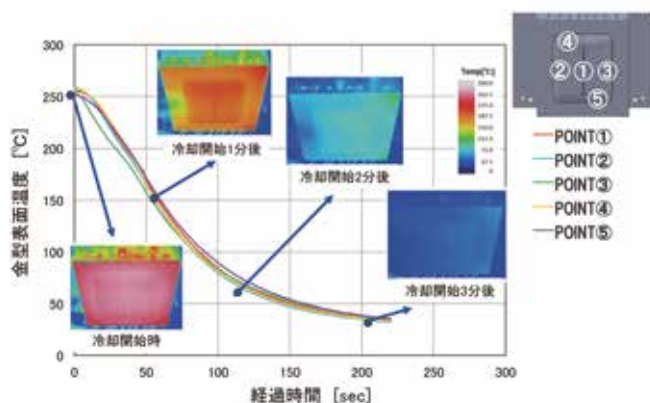 300
250
200
150
100
50
0
金型表面温度 [℃]
0
50
100
150
200
250
300
経過時間 [sec]
冷却開始時
冷却開始1分後
冷却開始2分後
冷却開始3分後
Temp[℃]
④
② ① ③
⑤
POINT①
POINT②
POINT③
POINT④
POINT⑤